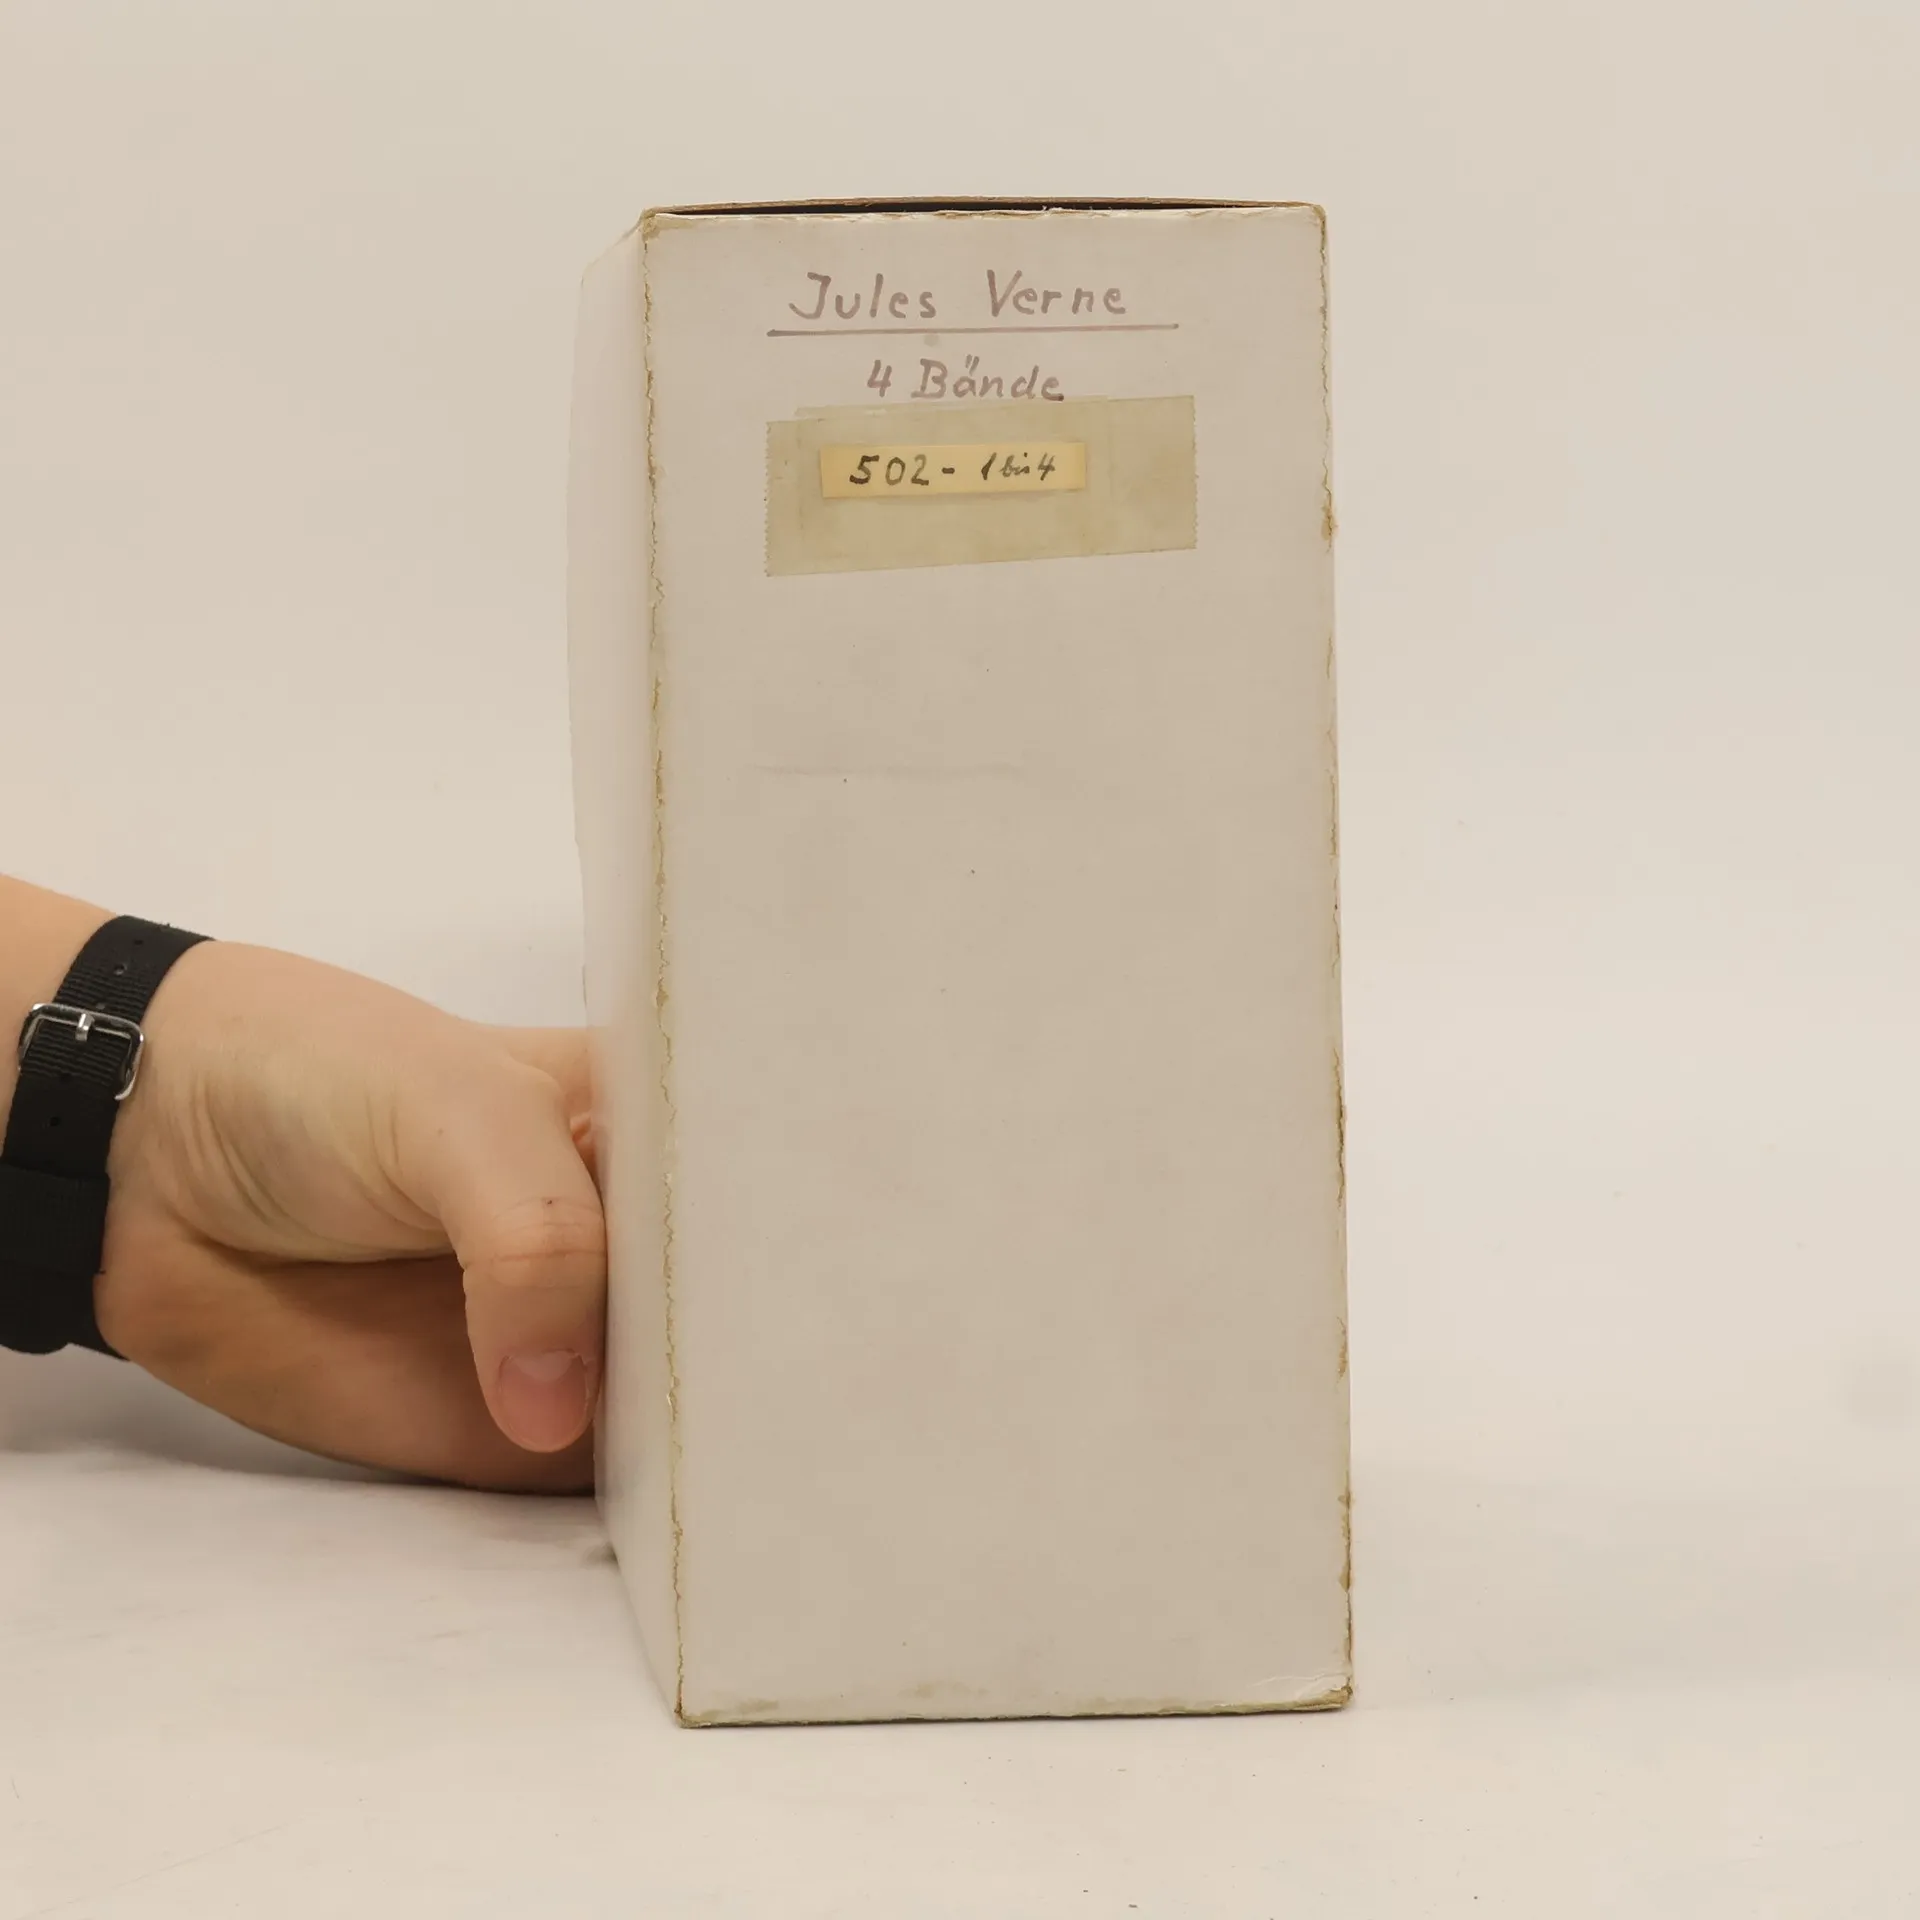 Jules Verne
4 Bände
502 - 1 bis 4